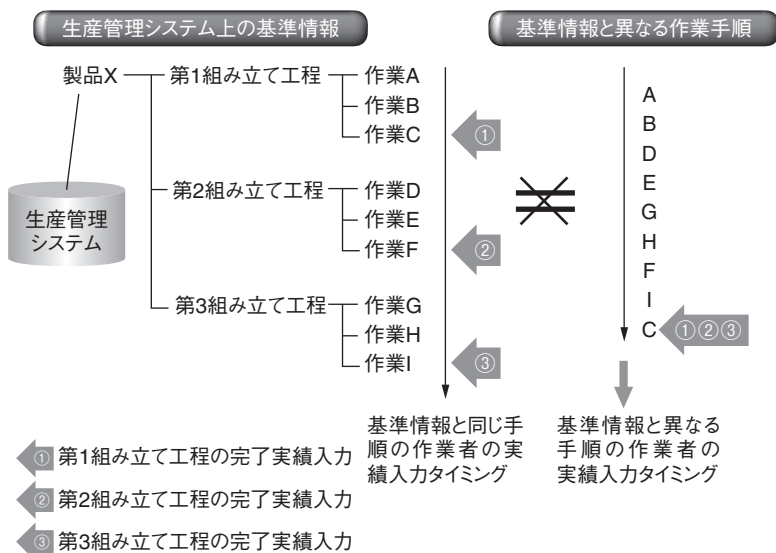 生産管理システム上の基準情報
基準情報と異なる作業手順
製品X
第1組み立て工程
作業A
作業B
作業C
①
第2組み立て工程
作業D
作業E
作業F
②
第3組み立て工程
作業G
作業H
作業I
③
生産管理
システム
A
B
D
E
G
H
F
I
C
①②③
基準情報と同じ手
順の作業者の実
績入力タイミング
基準情報と異なる
手順の作業者の
実績入力タイミング
① 第1組み立て工程の完了実績入力
② 第2組み立て工程の完了実績入力
③ 第3組み立て工程の完了実績入力